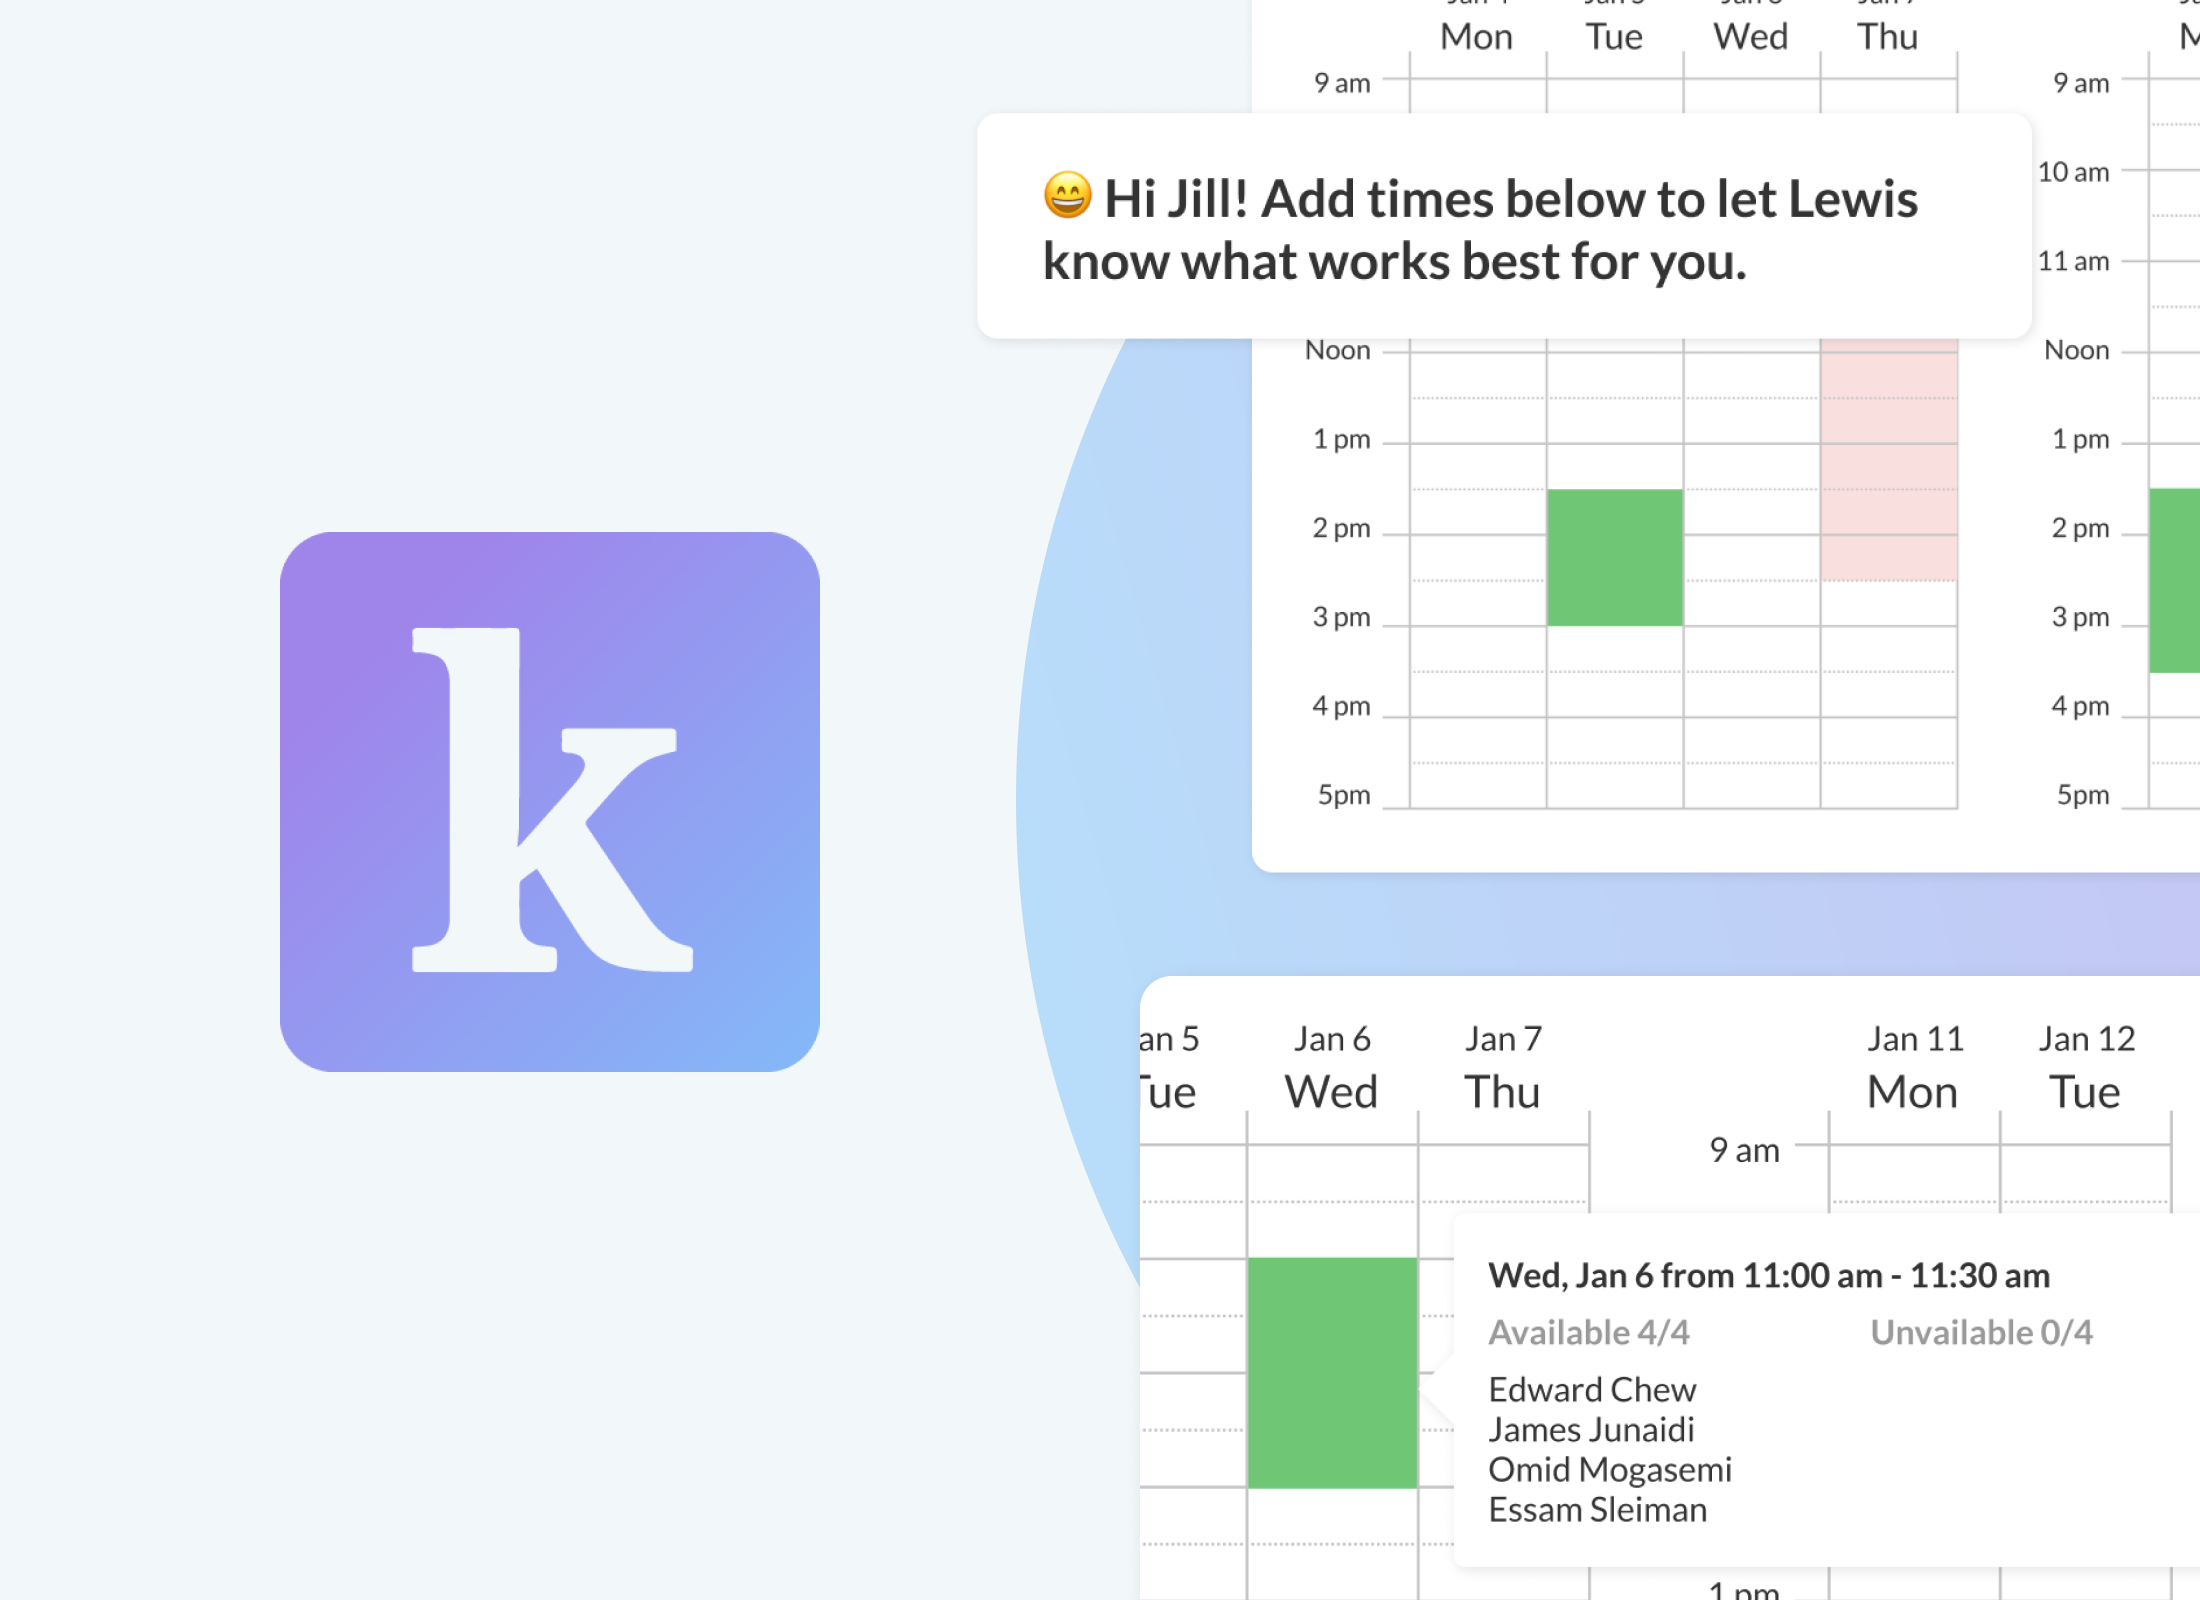 Mon Tue Wed Thu
9 am 9 am
10 am
😄 Hi Jill! Add times below to let Lewis
know what works best for you.
11 am
Noon Noon
1 pm 1 pm
2 pm 2 pm
3 pm 3 pm
4 pm 4 pm
5pm 5pm
k
an 5 Jan 6 Jan 7 Jan 11 Jan 12
Tue Wed Thu Mon Tue
9 am
Wed, Jan 6 from 11:00 am - 11:30 am
Available 4/4 Unvailable 0/4
Edward Chew
James Junaidi
Omid Mogasemi
Essam Sleiman
1 pm